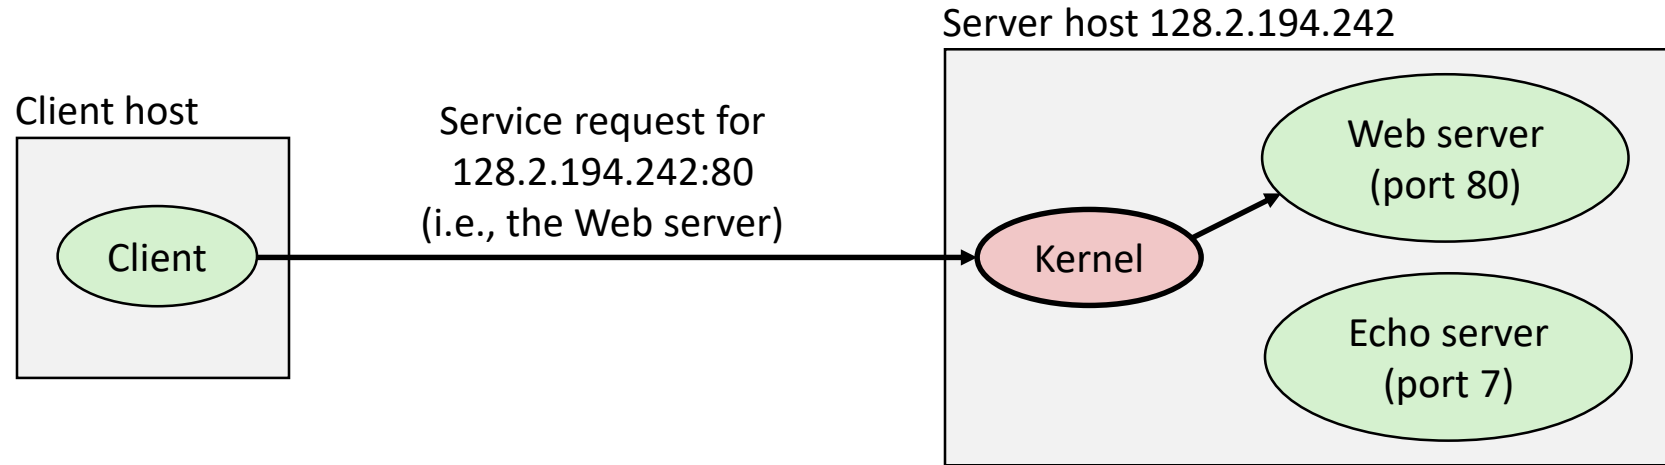 Server host 128.2.194.242
Client host
Service request for
128.2.194.242:80
(i.e., the Web server)
Client
Kernel
Web server
(port 80)
Echo server
(port 7)